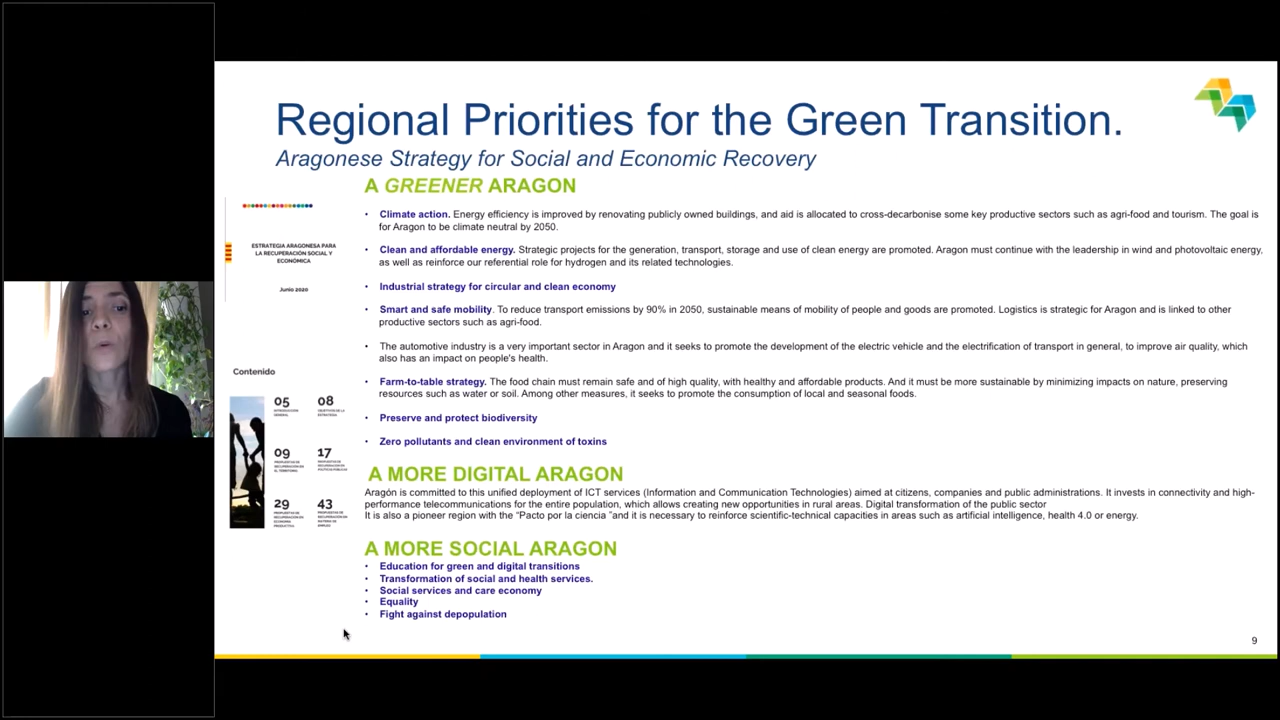 Regional Priorities for the Green Transition.
Aragonese Strategy for Social and Economic Recovery
A GREENER ARAGON
• Climate action. Energy efficiency is improved by renovating publicly owned buildings, and aid is allocated to cross-decarbonise some key productive sectors such as agri-food and tourism. The goal is
for Aragon to be climate neutral by 2050.
• Clean and affordable energy. Strategic projects for the generation, transport, storage and use of clean energy are promoted. Aragon must continue with the leadership in wind and photovoltaic energy,
as well as reinforce our referential role for hydrogen and its related technologies.
• Industrial strategy for circular and clean economy
• Smart and safe mobility. To reduce transport emissions by 90% in 2050, sustainable means of mobility of people and goods are promoted. Logistics is strategic for Aragon and is linked to other
productive sectors such as agri-food.
• The automotive industry is a very important sector in Aragon and it seeks to promote the development of the electric vehicle and the electrification of transport in general, to improve air quality, which
also has an impact on people's health.
• Farm-to-table strategy. The food chain must remain safe and of high quality, with healthy and affordable products. And it must be more sustainable by minimizing impacts on nature, preserving
resources such as water or soil. Among other measures, it seeks to promote the consumption of local and seasonal foods.
• Preserve and protect biodiversity
• Zero pollutants and clean environment of toxins
A MORE DIGITAL ARAGON
Aragón is committed to this unified deployment of ICT services (Information and Communication Technologies) aimed at citizens, companies and public administrations. It invests in connectivity and high-
performance telecommunications for the entire population, which allows creating new opportunities in rural areas. Digital transformation of the public sector
It is also a pioneer region with the "Pacto por la ciencia "and it is necessary to reinforce scientific-technical capacities in areas such as artificial intelligence, health 4.0 or energy.
A MORE SOCIAL ARAGON
• Education for green and digital transitions
• Transformation of social and health services.
• Social services and care economy
• Equality
• Fight against depopulation
ESTRATEGIA ARAGONESA PARA
LA RECUPERACIÓN SOCIAL Y
ECONÓMICA
Junio 2020
Contenido
05 08
09 17
29 43
9